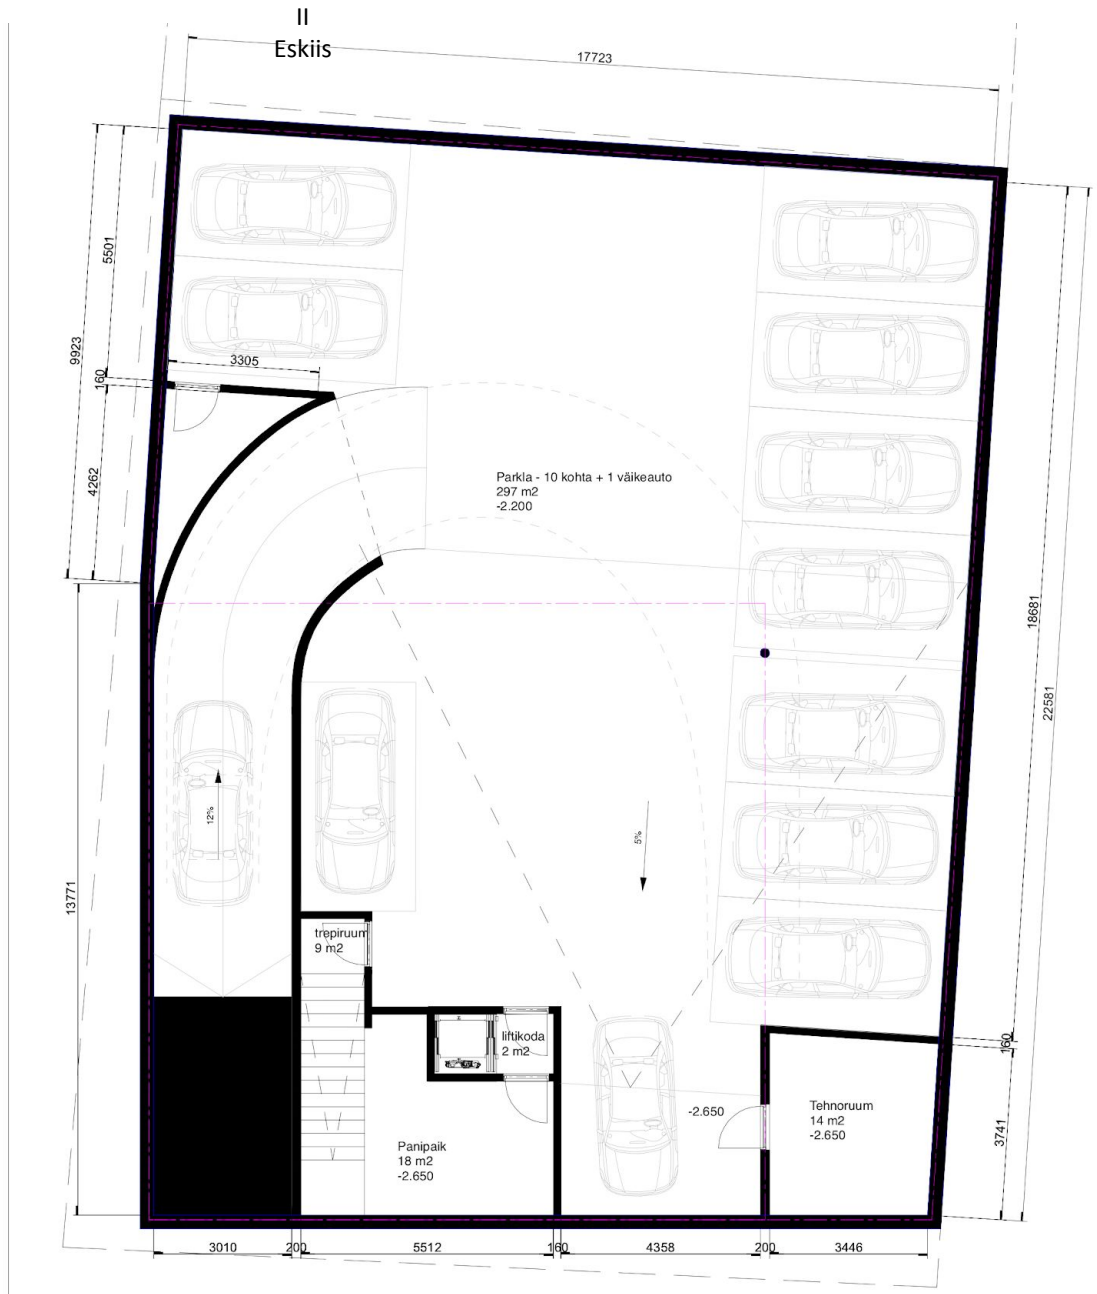 II
Eskiis
17723
5501
9923
160
3305
4262
Parkla - 10 kohta + 1 väikeauto
297 m2
-2.200
18681
22581
12%
5%
13771
trepiruum
9 m2
liftikoda
2 m2
160
-2.650
Tehnoruum
14 m2
-2.650
3741
Panipaik
18 m2
-2.650
3010
200
5512
160
4358
200
3446